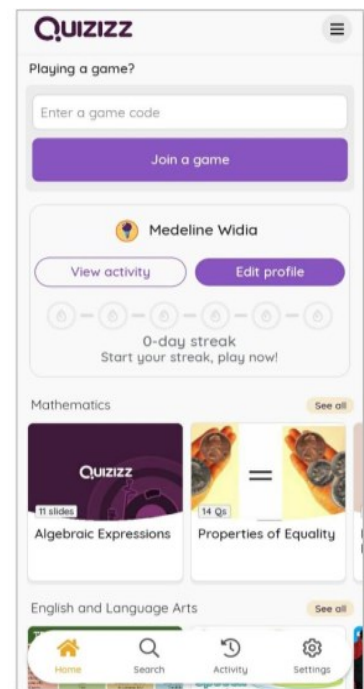 QUIZIZZ
Playing a game?
Enter a game code
Join a game
Medeline Widia
View activity
Edit profile
0-day streak
Start your streak, play now!
Mathematics
See all
QUIZIZZ
11 slides
14 Qs
Algebraic Expressions
Properties of Equality
English and Language Arts
See all
Home
Search
Activity
Settings